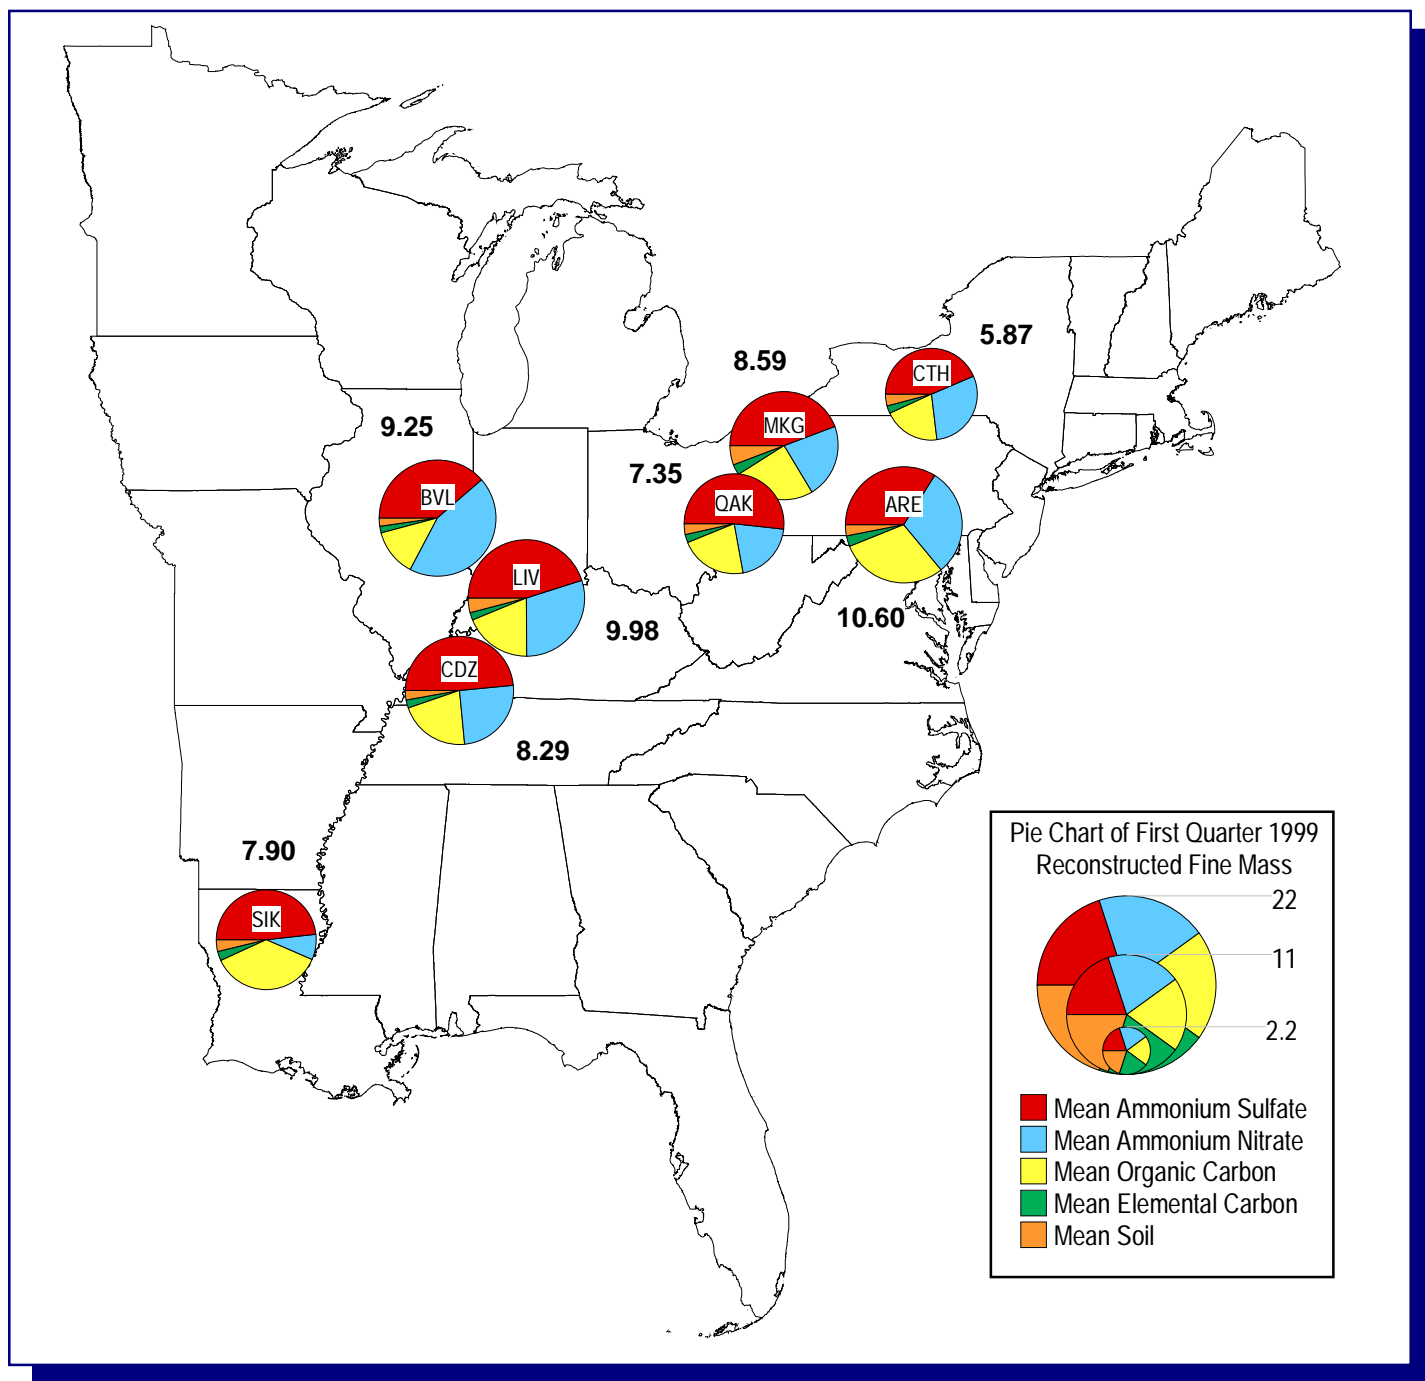 5.87
8.59
CTH
MKG
9.25
7.35
BVL
QAK
ARE
LIV
9.98
10.60
CDZ
8.29
7.90
SIK
Pie Chart of First Quarter 1999
Reconstructed Fine Mass
22
11
2.2
Mean Ammonium Sulfate
Mean Ammonium Nitrate
Mean Organic Carbon
Mean Elemental Carbon
Mean Soil